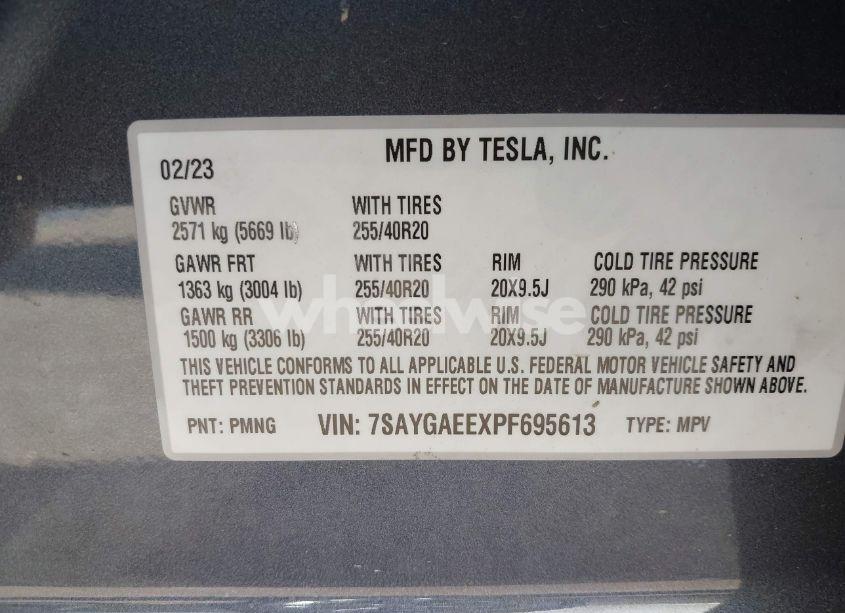 MFD BY TESLA, INC.
02/23
GVWR WITH TIRES
2571 kg (5669 lb) 255/40R20
GAWR FRT WITH TIRES RIM COLD TIRE PRESSURE
1363 kg (3004 lb) 255/40R20 20X9.5J 290 kPa, 42 psi
GAWR RR WITH TIRES RIM COLD TIRE PRESSURE
1500 kg (3306 lb) 255/40R20 20X9.5J 290 kPa, 42 psi
wheelwise
THIS VEHICLE CONFORMS TO ALL APPLICABLE U.S. FEDERAL MOTOR VEHICLE SAFETY AND
THEFT PREVENTION STANDARDS IN EFFECT ON THE DATE OF MANUFACTURE SHOWN ABOVE.
PNT: PMNG VIN: 7SAYGAEEXPF695613 TYPE: MPV